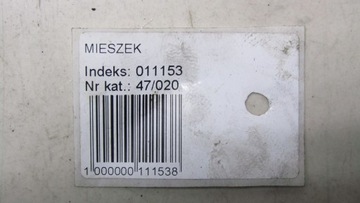 MIESZEK
Indeks: 011153
Nr kat.: 47/020
1 000000 111538